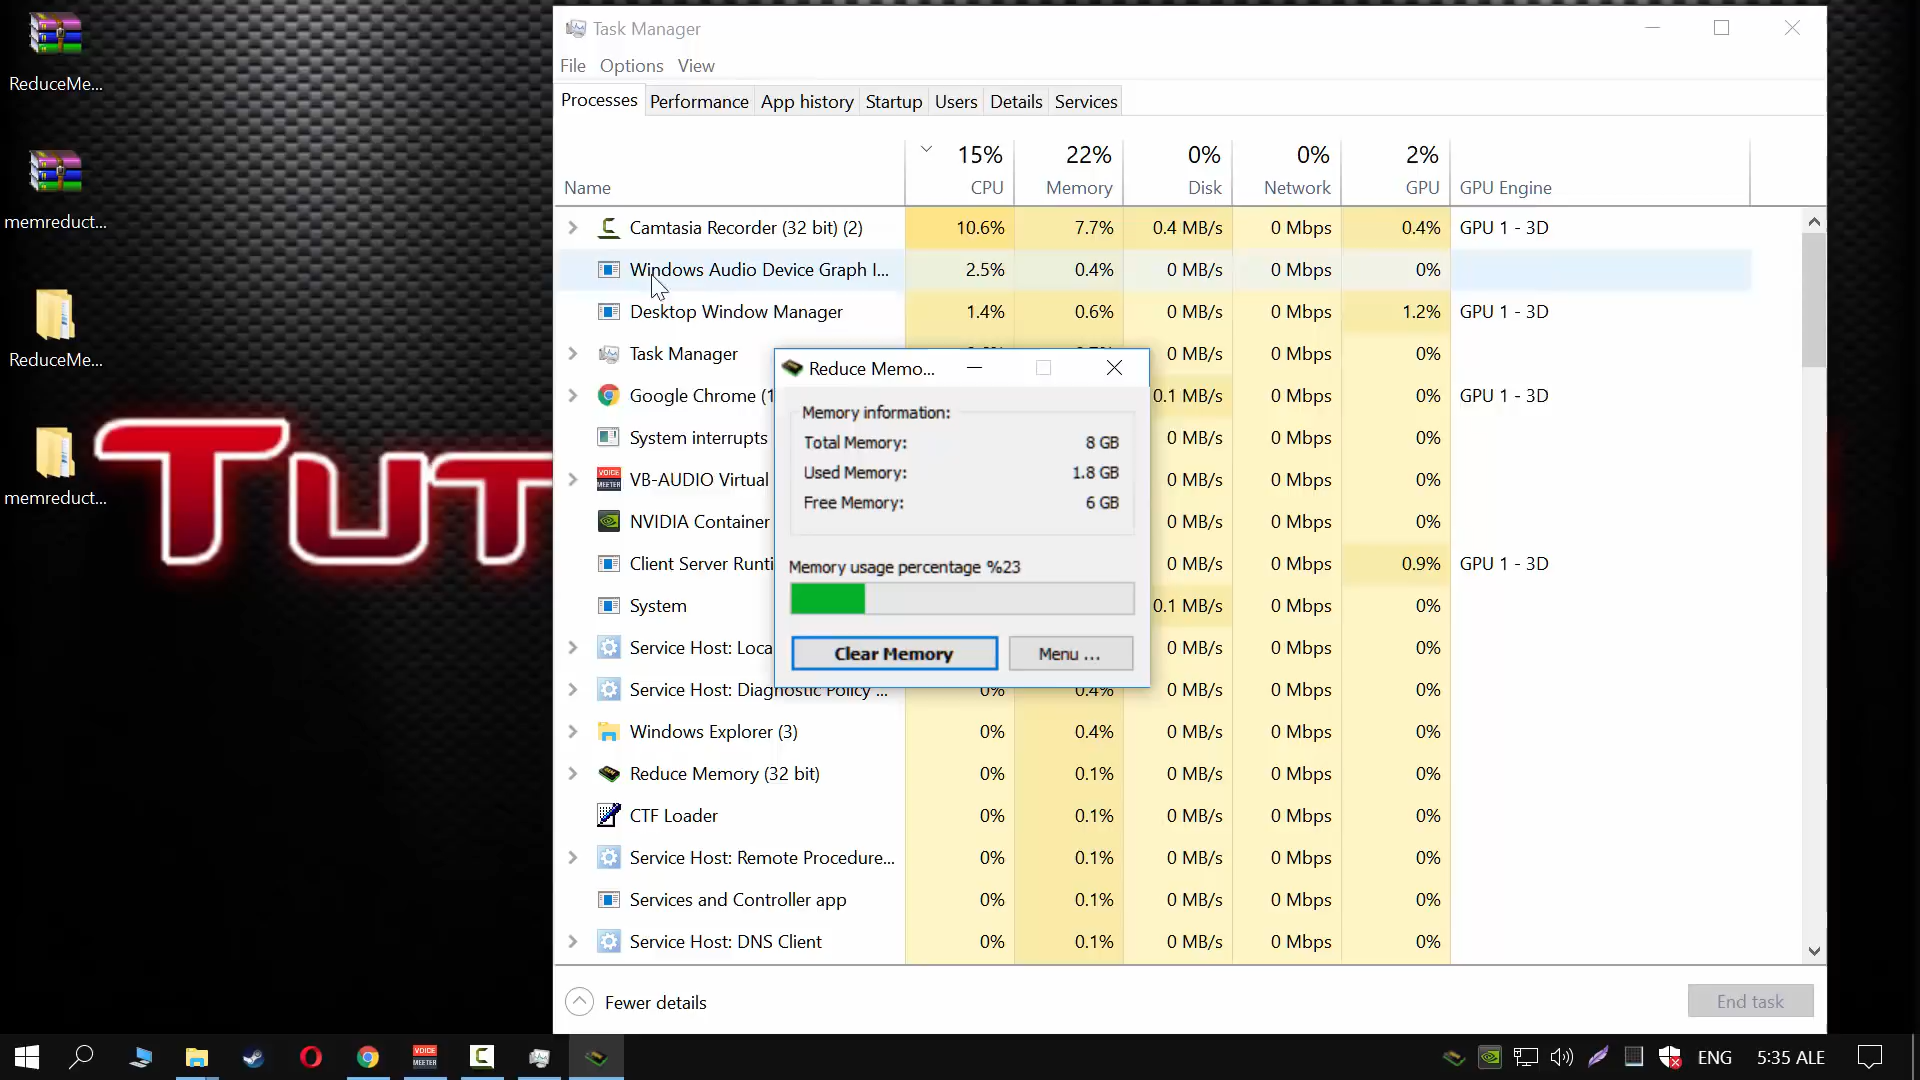 ReduceMe...
memreduct...
ReduceMe...
memreduct...
TUT
Task Manager
File Options View
Processes Performance App history Startup Users Details Services
15% 22% 0% 0% 2%
Name CPU Memory Disk Network GPU GPU Engine
Camtasia Recorder (32 bit) (2) 10.6% 7.7% 0.4 MB/s 0 Mbps 0.4% GPU 1 - 3D
Windows Audio Device Graph I... 2.5% 0.4% 0 MB/s 0 Mbps 0%
Desktop Window Manager 1.4% 0.6% 0 MB/s 0 Mbps 1.2% GPU 1 - 3D
Task Manager 0 MB/s 0 Mbps 0%
Google Chrome (1 0.1 MB/s 0 Mbps 0% GPU 1 - 3D
System interrupts 0 MB/s 0 Mbps 0%
VB-AUDIO Virtual 0 MB/s 0 Mbps 0%
NVIDIA Container 0 MB/s 0 Mbps 0%
Client Server Runti 0 MB/s 0 Mbps 0.9% GPU 1 - 3D
System 0.1 MB/s 0 Mbps 0%
Service Host: Loca 0 MB/s 0 Mbps 0%
Service Host: Diagnostic Policy ... 0% 0.4% 0 MB/s 0 Mbps 0%
Windows Explorer (3) 0% 0.4% 0 MB/s 0 Mbps 0%
Reduce Memory (32 bit) 0% 0.1% 0 MB/s 0 Mbps 0%
CTF Loader 0% 0.1% 0 MB/s 0 Mbps 0%
Service Host: Remote Procedure... 0% 0.1% 0 MB/s 0 Mbps 0%
Services and Controller app 0% 0.1% 0 MB/s 0 Mbps 0%
Service Host: DNS Client 0% 0.1% 0 MB/s 0 Mbps 0%
Fewer details End task
Reduce Memo...
Memory information:
Total Memory: 8 GB
Used Memory: 1.8 GB
Free Memory: 6 GB
Memory usage percentage %23
Clear Memory Menu ...
VOICE
MEETER
VOICE
MEETER
ENG 5:35 ALE